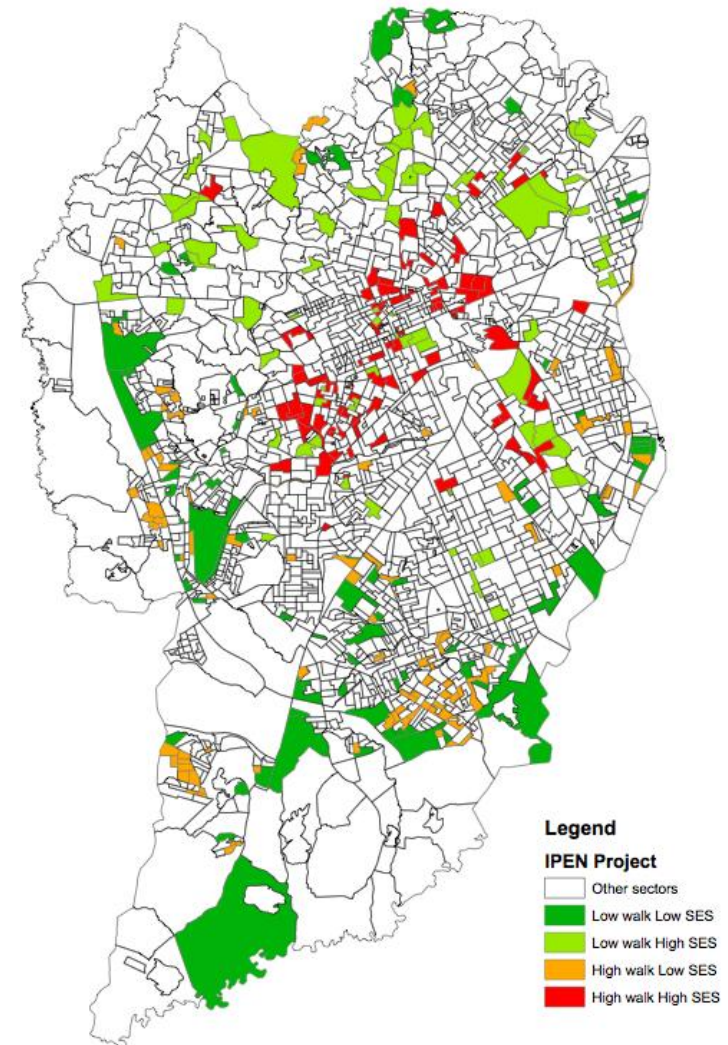 Legend
IPEN Project
Other sectors
Low walk Low SES
Low walk High SES
High walk Low SES
High walk High SES